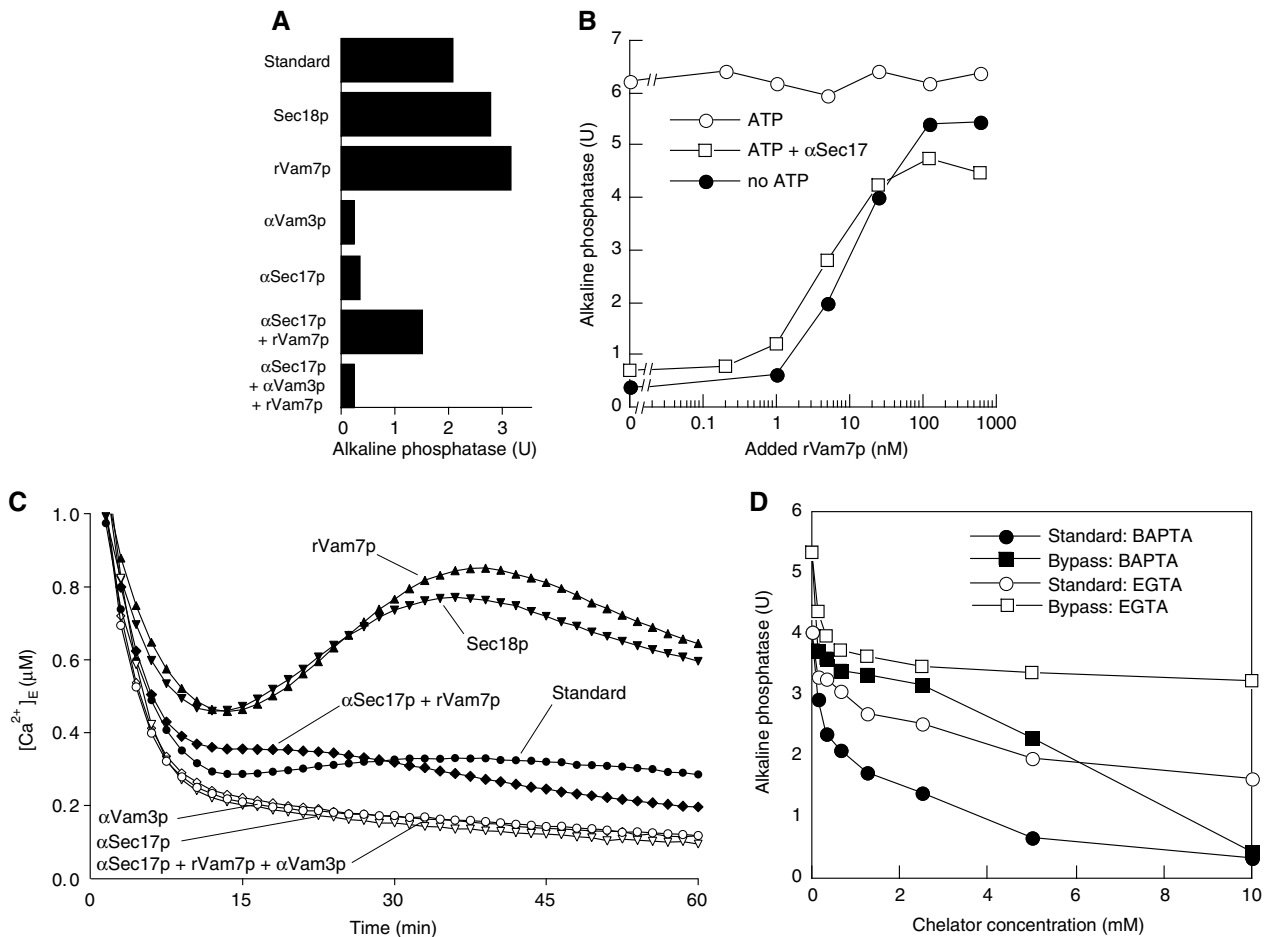 A
Standard
Sec18p
rVam7p
αVam3p
αSec17p
αSec17p
+ rVam7p
αSec17p
+ αVam3p
+ rVam7p
0 1 2 3
Alkaline phosphatase (U)
B
7
6
5
4
3
2
1
0
Alkaline phosphatase (U)
ATP
ATP + αSec17
no ATP
0 0.1 1 10 100 1000
Added rVam7p (nM)
C
1.0
0.8
0.6
0.4
0.2
0.0
[Ca2+]E (μM)
rVam7p
Sec18p
αSec17p + rVam7p
Standard
αVam3p
αSec17p
αSec17p + rVam7p + αVam3p
0 15 30 45 60
Time (min)
D
6
5
4
3
2
1
0
Alkaline phosphatase (U)
Standard: BAPTA
Bypass: BAPTA
Standard: EGTA
Bypass: EGTA
0 2 4 6 8 10
Chelator concentration (mM)